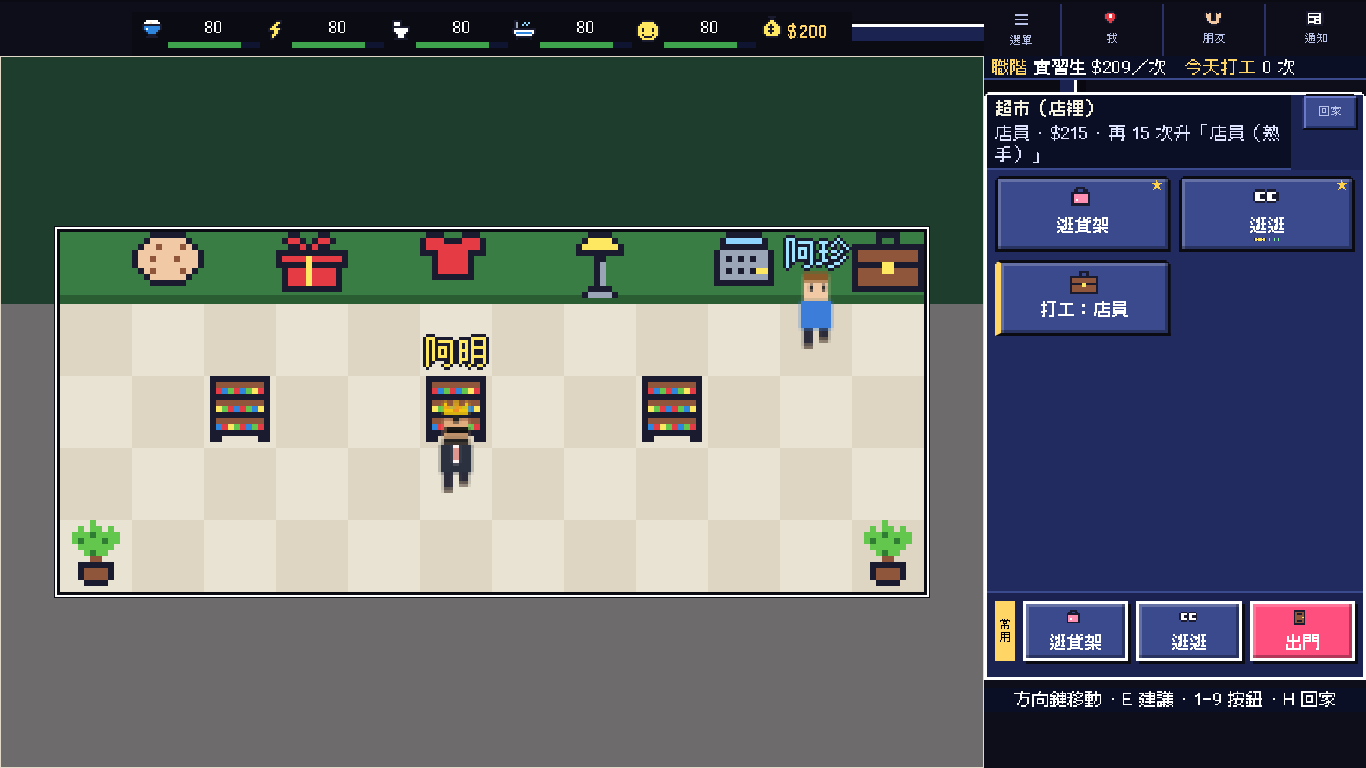 80 80 80 80 80 $200
選單 我 朋友 通知
職階 實習生 $209/次 今天打工 0 次
超市（店裡）
回家
店員·$215·再 15 次升「店員（熟
手）」
逛貨架 逛逛
打工：店員
阿珍
阿明
常用
逛貨架 逛逛 出門
方向鍵移動·E 建議·1-9 按鈕·H 回家